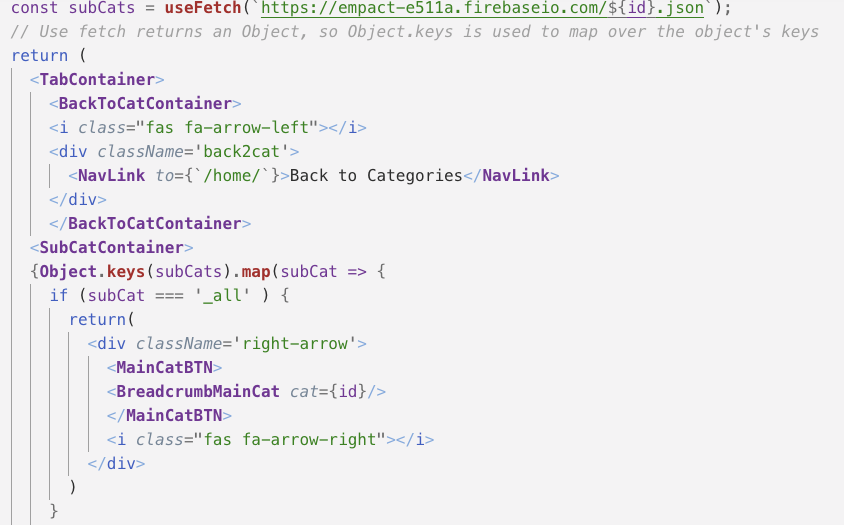 const subCats = useFetch(`https://empact-e511a.firebaseio.com/${id}.json`);
// Use fetch returns an Object, so Object.keys is used to map over the object's keys
return (
<TabContainer>
<BackToCatContainer>
<i class="fas fa-arrow-left"></i>
<div className='back2cat'>
<NavLink to={`/home/`}>Back to Categories</NavLink>
</div>
</BackToCatContainer>
<SubCatContainer>
{Object.keys(subCats).map(subCat => {
if (subCat === '_all' ) {
return(
<div className='right-arrow'>
<MainCatBTN>
<BreadcrumbMainCat cat={id}/>
</MainCatBTN>
<i class="fas fa-arrow-right"></i>
</div>
)
}